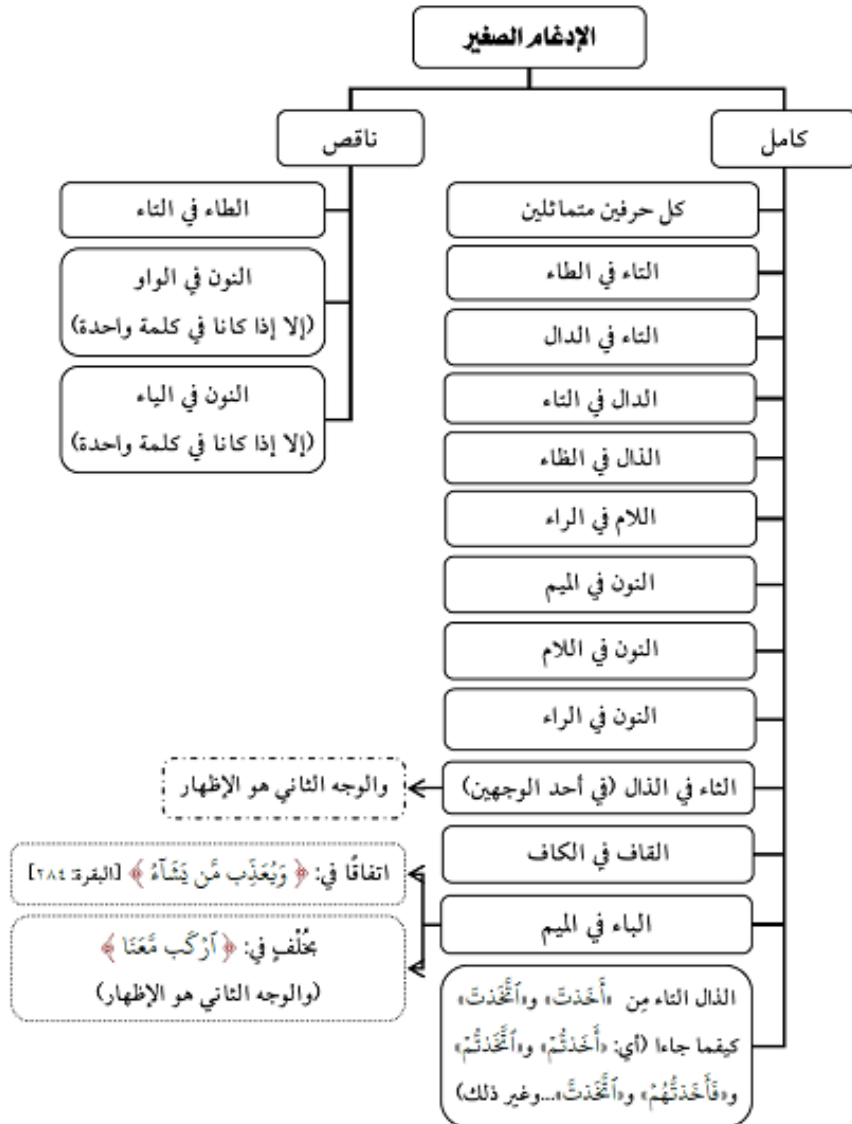 الإدغام الصغير
كامل
كل حرفين متماثلين
التاء في الطاء
التاء في الدال
الدال في التاء
الذال في الظاء
اللام في الراء
النون في الميم
النون في اللام
النون في الراء
الثاء في الذال (في أحد الوجهين)
والوجه الثاني هو الإظهار
القاف في الكاف
الباء في الميم
اتفاقًا في: ﴿ وَيُعَذِّب مَّن يَشَآءُ ﴾ [البقرة: ٢٨٤]
بخُلْفٍ في: ﴿ ٱرْكَب مَّعَنَا ﴾
(والوجه الثاني هو الإظهار)
الذال التاء مِن «أَخَذتَّ» و«ٱتَّخَذتَّ»
كيفما جاءا (أي: «أَخَذتُّمْ» و«ٱتَّخَذتُّمْ»
و«فَأَخَذتُّهُمْ» و«ٱتَّخَذتَّ»...وغير ذلك)
ناقص
الطاء في التاء
النون في الواو
(إلا إذا كانا في كلمة واحدة)
النون في الياء
(إلا إذا كانا في كلمة واحدة)